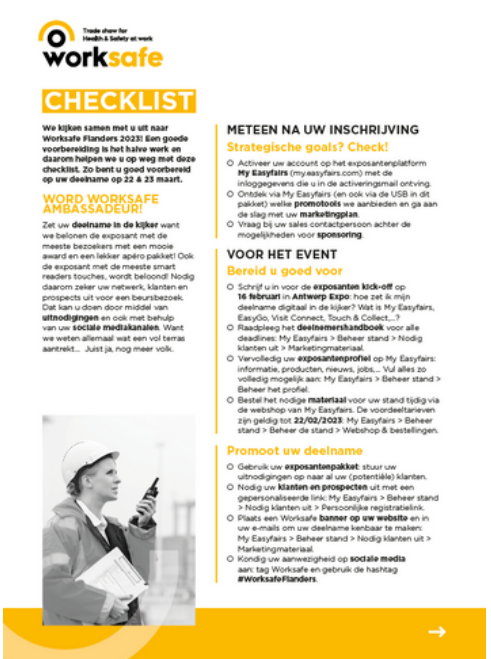 Trade show for
Health & Safety at work
worksafe
CHECKLIST
We kijken samen met u uit naar
Worksafe Flanders 2023! Een goede
voorbereiding is het halve werk en
daarom helpen we u op weg met deze
checklist. Zo bent u goed voorbereid
op uw deelname op 22 & 23 maart.
WORD WORKSAFE
AMBASSADEUR!
Zet uw deelname in de kijker want
we belonen de exposant met de
meeste bezoekers met een mooie
award en een lekker apéro pakket! Ook
de exposant met de meeste smart
readers touches, wordt beloond! Nodig
daarom zeker uw netwerk, klanten en
prospects uit voor een beursbezoek.
Dat kan u doen door middel van
uitnodigingen en ook met behulp
van uw sociale mediakanalen. Want
we weten allemaal wat een vol terras
aantrekt... Juist ja, nog meer volk.
METEEN NA UW INSCHRIJVING
Strategische goals? Check!
Activeer uw account op het exposantenplatform
My Easyfairs (my.easyfairs.com) met de
inloggegevens die u in de activeringsmail ontving.
Ontdek via My Easyfairs (en ook via de USB in dit
pakket) welke promotools we aanbieden en ga aan
de slag met uw marketingplan.
Vraag bij uw sales contactpersoon achter de
mogelijkheden voor sponsoring.
VOOR HET EVENT
Bereid u goed voor
Schrijf u in voor de exposanten kick-off op
16 februari in Antwerp Expo: hoe zet ik mijn
deelname digitaal in de kijker? Wat is My Easyfairs,
EasyGo, Visit Connect, Touch & Collect,...?
Raadpleeg het deelnemershandboek voor alle
deadlines: My Easyfairs > Beheer stand > Nodig
klanten uit > Marketingmateriaal.
Vervolledig uw exposantenprofiel op My Easyfairs:
informatie, producten, nieuws, jobs,... Vul alles zo
volledig mogelijk aan: My Easyfairs > Beheer stand >
Beheer het profiel.
Bestel het nodige materiaal voor uw stand tijdig via
de webshop van My Easyfairs. De voordeeltarieven
zijn geldig tot 22/02/2023: My Easyfairs > Beheer
stand > Beheer de stand > Webshop & bestellingen.
Promoot uw deelname
Gebruik uw exposantenpakket: stuur uw
uitnodigingen op naar al uw (potentiële) klanten.
Nodig uw klanten en prospecten uit met een
gepersonaliseerde link: My Easyfairs > Beheer stand
> Nodig klanten uit > Persoonlijke registratielink.
Plaats een Worksafe banner op uw website en in
uw e-mails om uw deelname kenbaar te maken:
My Easyfairs > Beheer stand > Nodig klanten uit >
Marketingmateriaal.
Kondig uw aanwezigheid op sociale media
aan: tag Worksafe en gebruik de hashtag
#WorksafeFlanders.